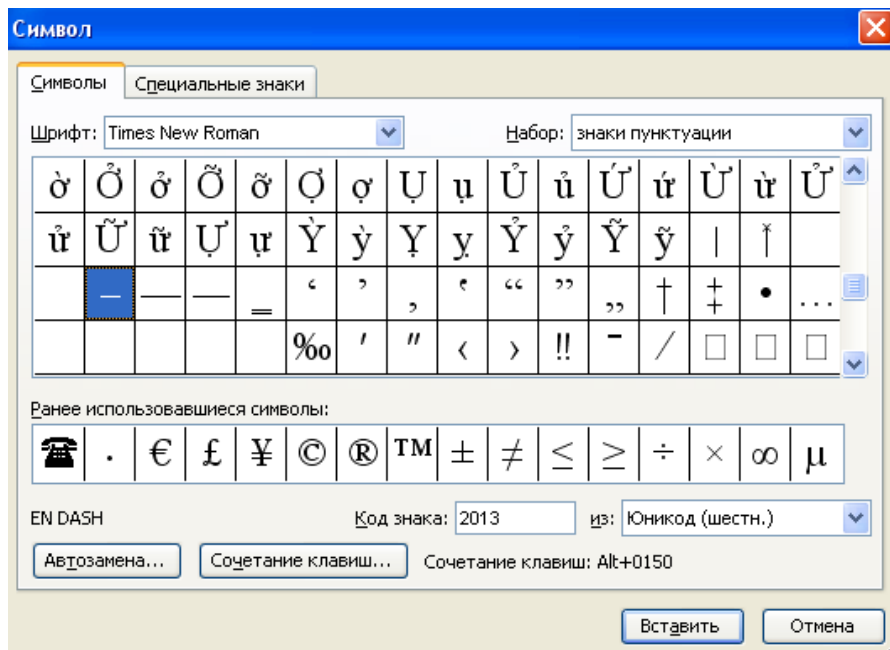 Символ
Символы Специальные знаки
Шрифт: Times New Roman Набор: знаки пунктуации
ờ Ở ở Ỡ ỡ Ợ ợ Ụ ụ Ủ ủ Ứ ứ Ừ ừ Ử
ử Ữ ữ Ự ự Ỳ ỳ Ỵ ỵ Ỷ ỷ Ỹ ỹ |
– — ― ‗ ‘ ’ ‚ ‛ “ ” „ † ‡ • …
‰ ′ ″ ‹ › ‼ ‾ ⁄ □ □ □
Ранее использовавшиеся символы:
☎ · € £ ¥ © ® ™ ± ≠ ≤ ≥ ÷ × ∞ µ
EN DASH Код знака: 2013 из: Юникод (шестн.)
Автозамена... Сочетание клавиш... Сочетание клавиш: Alt+0150
Вставить Отмена